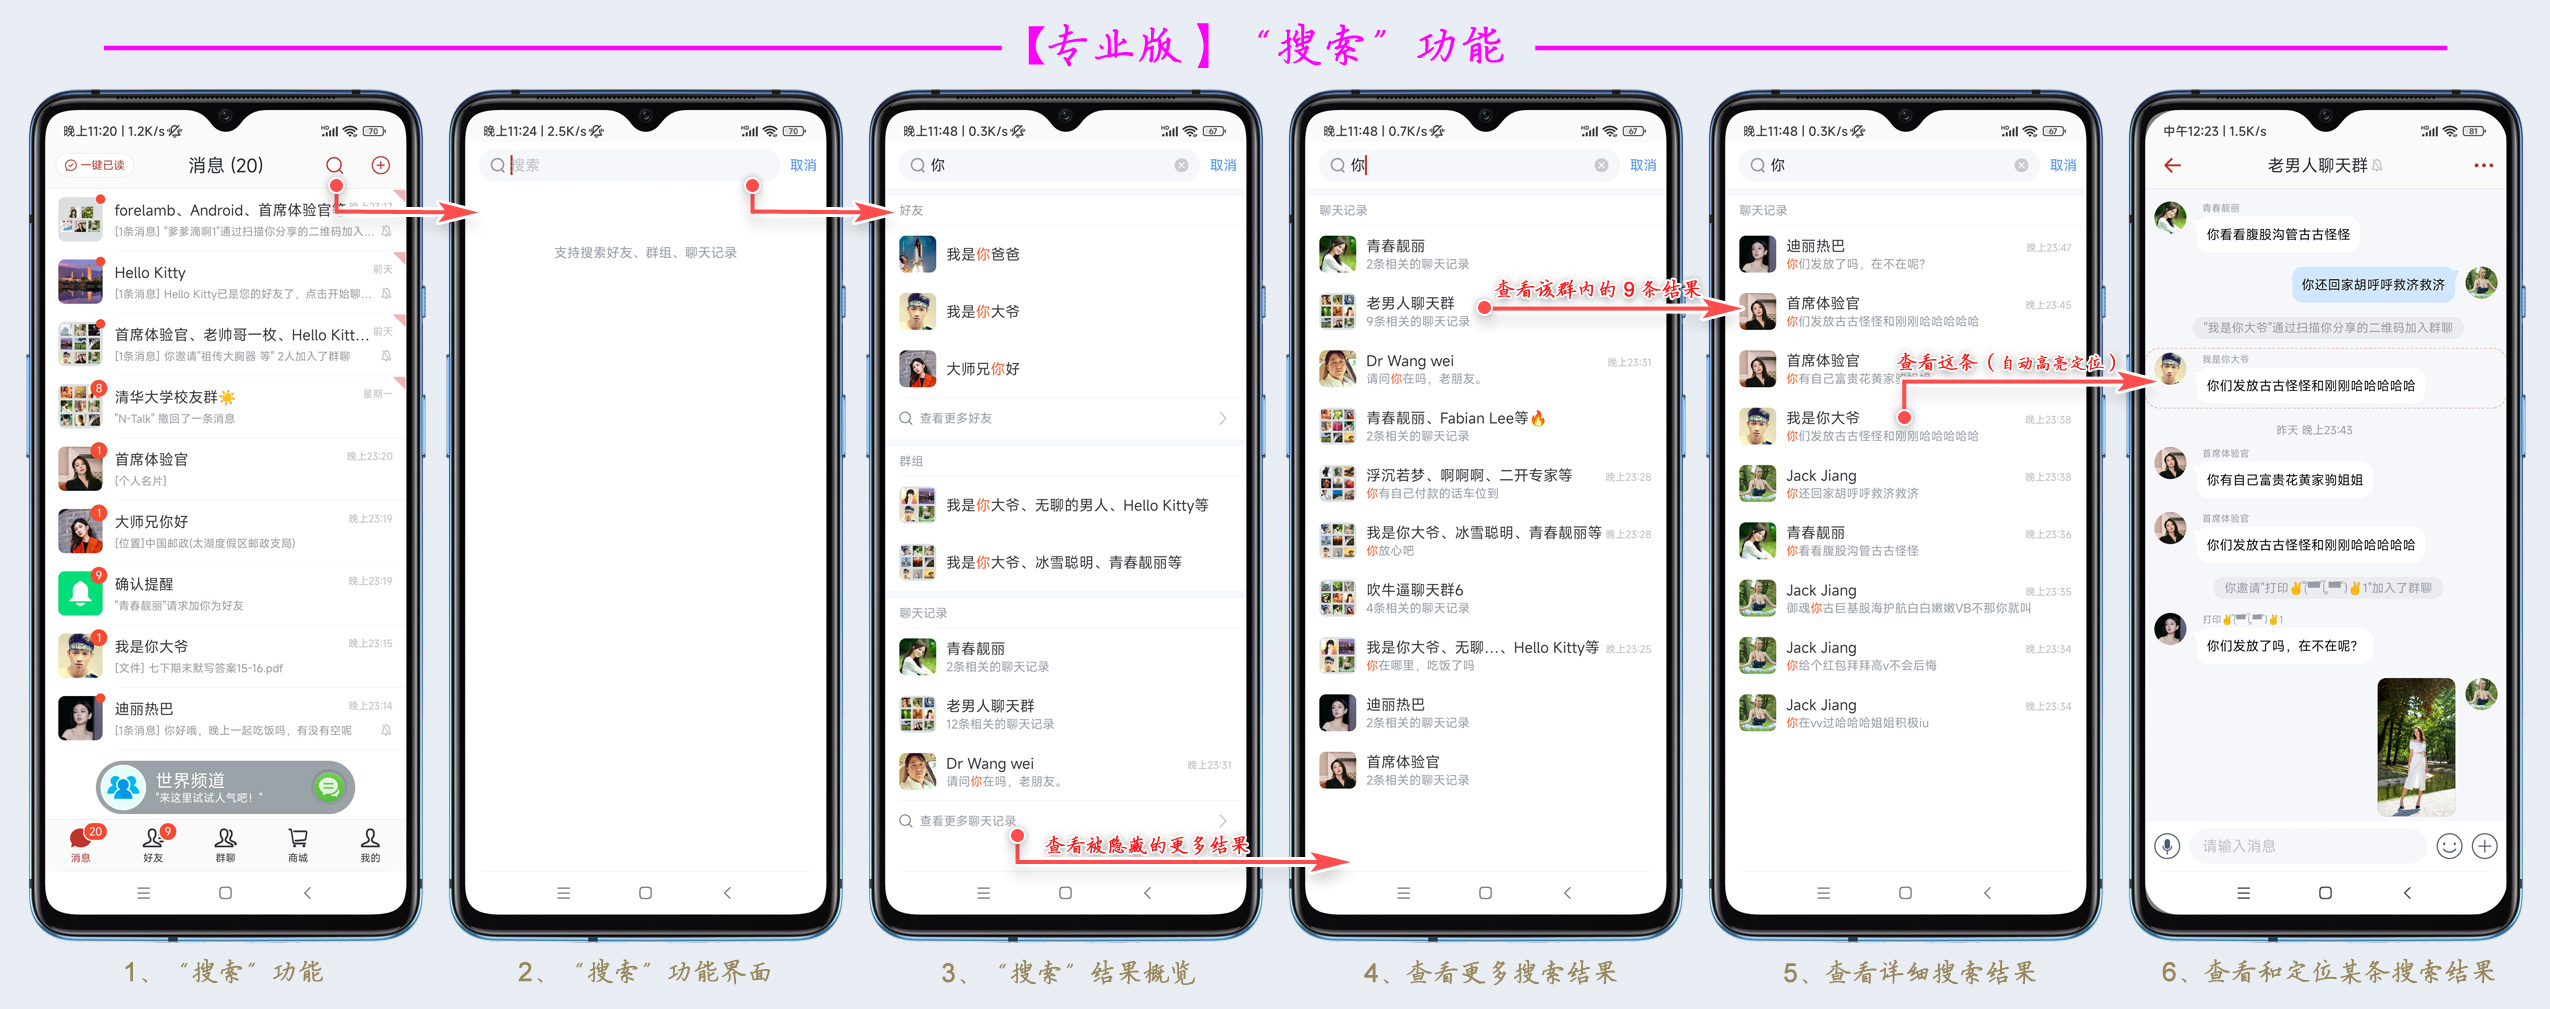 【专业版】“搜索”功能
晚上11:20 | 1.2K/s
HD
70
一键已读
消息 (20)
forelamb、Android、首席体验官等
[1条消息] "爹爹滴啊1"通过扫描你分享的二维码加入...
Hello Kitty
前天
[1条消息] Hello Kitty已是您的好友了，点击开始聊...
首席体验官、老帅哥一枚、Hello Kitt...
前天
[1条消息] 你邀请"祖传大胸器 等" 2人加入了群聊
8
清华大学校友群☀️
星期一
"N-Talk" 撤回了一条消息
1
首席体验官
晚上23:20
[个人名片]
1
大师兄你好
晚上23:19
[位置]中国邮政(太湖度假区邮政支局)
9
确认提醒
晚上23:19
"青春靓丽"请求加你为好友
1
我是你大爷
晚上23:15
[文件] 七下期末默写答案15-16.pdf
迪丽热巴
晚上23:14
[1条消息] 你好哦，晚上一起吃饭吗，有没有空呢
世界频道
"来这里试试人气吧！"
20
9
消息
好友
群聊
商城
我的
1、“搜索”功能
晚上11:24 | 2.5K/s
HD
70
搜索
取消
支持搜索好友、群组、聊天记录
2、“搜索”功能界面
晚上11:48 | 0.3K/s
HD
67
你
取消
好友
我是你爸爸
我是你大爷
大师兄你好
查看更多好友
群组
我是你大爷、无聊的男人、Hello Kitty等
我是你大爷、冰雪聪明、青春靓丽等
聊天记录
青春靓丽
2条相关的聊天记录
老男人聊天群
12条相关的聊天记录
Dr Wang wei
晚上23:31
请问你在吗，老朋友。
查看更多聊天记录
查看被隐藏的更多结果
3、“搜索”结果概览
晚上11:48 | 0.7K/s
HD
67
你
取消
聊天记录
青春靓丽
2条相关的聊天记录
老男人聊天群
9条相关的聊天记录
查看该群内的 9 条结果
Dr Wang wei
晚上23:31
请问你在吗，老朋友。
青春靓丽、Fabian Lee等🔥
2条相关的聊天记录
浮沉若梦、啊啊啊、二开专家等
晚上23:28
你有自己付款的话车位到
我是你大爷、冰雪聪明、青春靓丽等
晚上23:28
你放心吧
吹牛逼聊天群6
4条相关的聊天记录
我是你大爷、无聊...、Hello Kitty等
晚上23:25
你在哪里，吃饭了吗
迪丽热巴
2条相关的聊天记录
首席体验官
2条相关的聊天记录
4、查看更多搜索结果
晚上11:48 | 0.3K/s
HD
67
你
取消
聊天记录
迪丽热巴
晚上23:47
你们发放了吗，在不在呢?
首席体验官
晚上23:45
你们发放古古怪怪和刚刚哈哈哈哈哈
首席体验官
你有自己富贵花黄家
查看这条（自动高亮定位）
我是你大爷
晚上23:38
你们发放古古怪怪和刚刚哈哈哈哈哈
Jack Jiang
晚上23:38
你还回家胡呼呼救济救济
青春靓丽
晚上23:36
你看看腹股沟管古古怪怪
Jack Jiang
晚上23:35
御魂你古巨基股海护航白白嫩嫩VB不那你就叫
Jack Jiang
晚上23:34
你给个红包拜拜高v不会后悔
Jack Jiang
晚上23:34
你在vv过哈哈哈姐姐积极iu
5、查看详细搜索结果
中午12:23 | 1.5K/s
HD
81
老男人聊天群
青春靓丽
你看看腹股沟管古古怪怪
你还回家胡呼呼救济救济
"我是你大爷"通过扫描你分享的二维码加入群聊
我是你大爷
你们发放古古怪怪和刚刚哈哈哈哈哈
昨天 晚上23:43
首席体验官
你有自己富贵花黄家驹姐姐
首席体验官
你们发放古古怪怪和刚刚哈哈哈哈哈
你邀请"打印✌1"加入了群聊
打印✌1
你们发放了吗，在不在呢?
请输入消息
6、查看和定位某条搜索结果